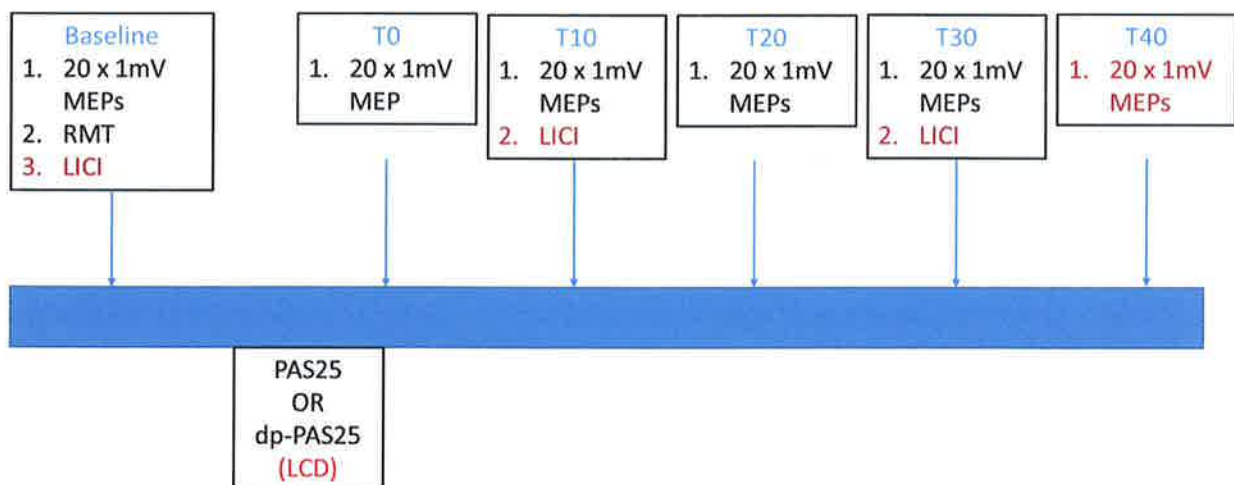 Baseline
1. 20 x 1mV
MEPs
2. RMT
3. LICI
T0
1. 20 x 1mV
MEP
T10
1. 20 x 1mV
MEPs
2. LICI
T20
1. 20 x 1mV
MEPs
T30
1. 20 x 1mV
MEPs
2. LICI
T40
1. 20 x 1mV
MEPs
PAS25
OR
dp-PAS25
(LCD)